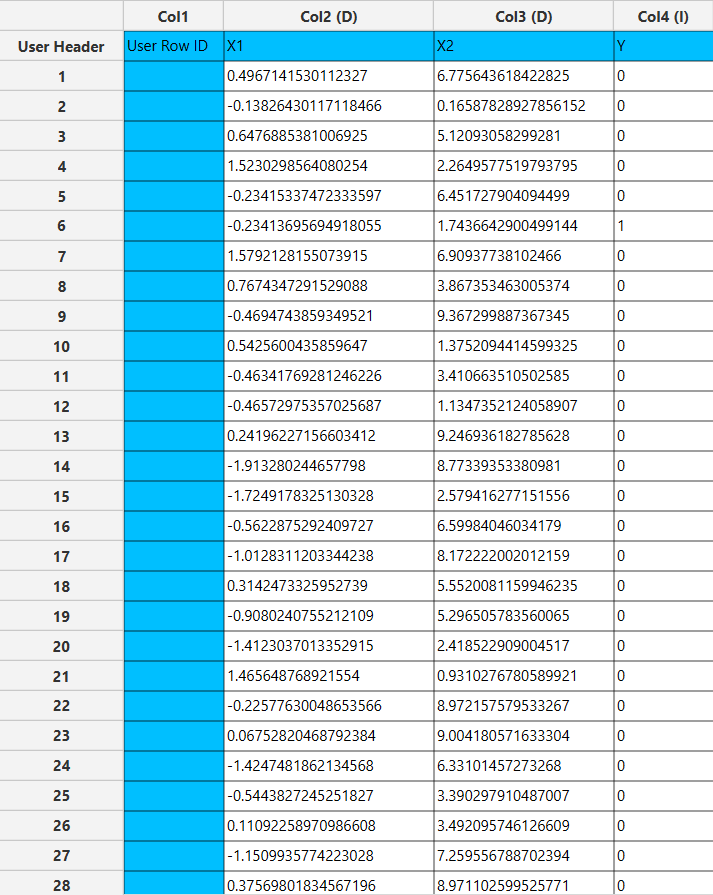 Col1 Col2 (D) Col3 (D) Col4 (I)
User Header User Row ID X1 X2 Y
1 0.4967141530112327 6.775643618422825 0
2 -0.13826430117118466 0.16587828927856152 0
3 0.6476885381006925 5.12093058299281 0
4 1.5230298564080254 2.2649577519793795 0
5 -0.23415337472333597 6.451727904094499 0
6 -0.23413695694918055 1.7436642900499144 1
7 1.5792128155073915 6.90937738102466 0
8 0.7674347291529088 3.867353463005374 0
9 -0.4694743859349521 9.367299887367345 0
10 0.5425600435859647 1.3752094414599325 0
11 -0.46341769281246226 3.410663510502585 0
12 -0.46572975357025687 1.1347352124058907 0
13 0.24196227156603412 9.246936182785628 0
14 -1.913280244657798 8.77339353380981 0
15 -1.7249178325130328 2.579416277151556 0
16 -0.5622875292409727 6.59984046034179 0
17 -1.0128311203344238 8.172222002012159 0
18 0.3142473325952739 5.5520081159946235 0
19 -0.9080240755212109 5.296505783560065 0
20 -1.4123037013352915 2.418522909004517 0
21 1.465648768921554 0.9310276780589921 0
22 -0.22577630048653566 8.972157579533267 0
23 0.06752820468792384 9.004180571633304 0
24 -1.4247481862134568 6.33101457273268 0
25 -0.5443827245251827 3.390297910487007 0
26 0.11092258970986608 3.492095746126609 0
27 -1.1509935774223028 7.259556788702394 0
28 0.37569801834567196 8.971102599525771 0